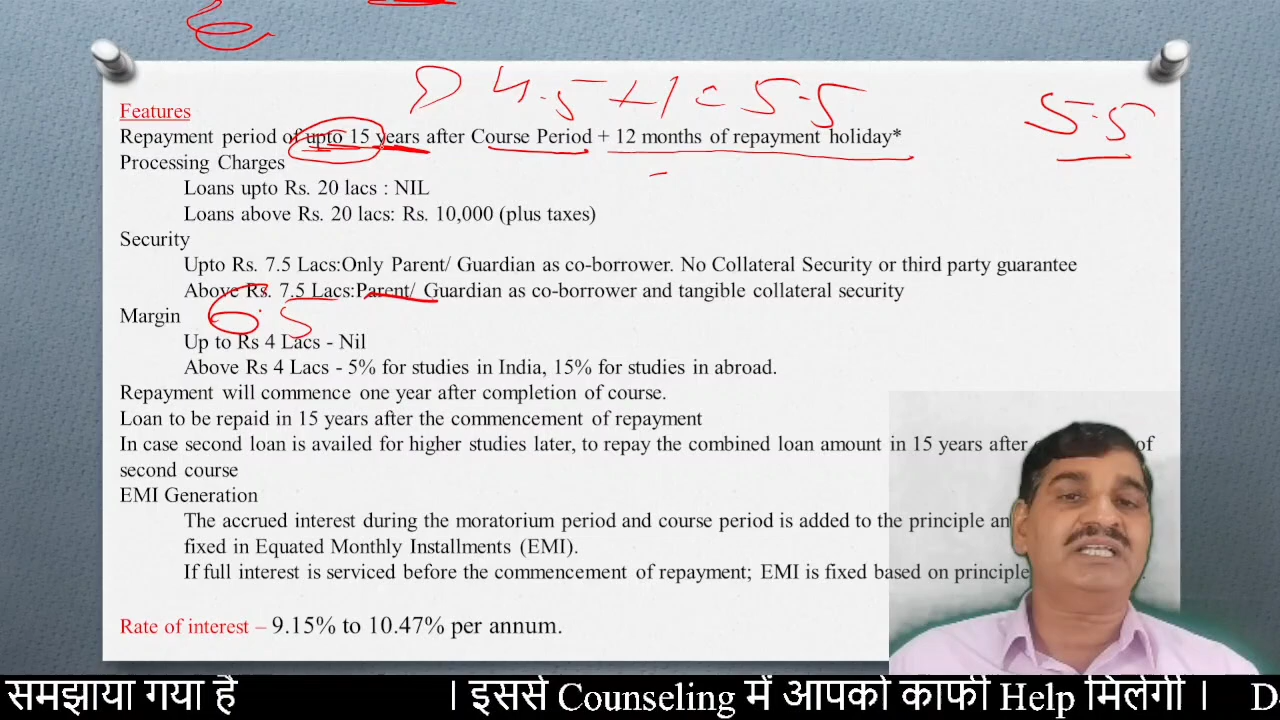 > 4.5 + 1 = 5.5
5.5
Features
Repayment period of upto 15 years after Course Period + 12 months of repayment holiday*
Processing Charges
Loans upto Rs. 20 lacs : NIL
Loans above Rs. 20 lacs: Rs. 10,000 (plus taxes)
Security
Upto Rs. 7.5 Lacs:Only Parent/ Guardian as co-borrower. No Collateral Security or third party guarantee
Above Rs. 7.5 Lacs:Parent/ Guardian as co-borrower and tangible collateral security
Margin
6.5
Up to Rs 4 Lacs - Nil
Above Rs 4 Lacs - 5% for studies in India, 15% for studies in abroad.
Repayment will commence one year after completion of course.
Loan to be repaid in 15 years after the commencement of repayment
In case second loan is availed for higher studies later, to repay the combined loan amount in 15 years after of
second course
EMI Generation
The accrued interest during the moratorium period and course period is added to the principle
fixed in Equated Monthly Installments (EMI).
If full interest is serviced before the commencement of repayment; EMI is fixed based on principle
Rate of interest – 9.15% to 10.47% per annum.
समझाया गया है । इससे Counseling में आपको काफी Help मिलेगी । D